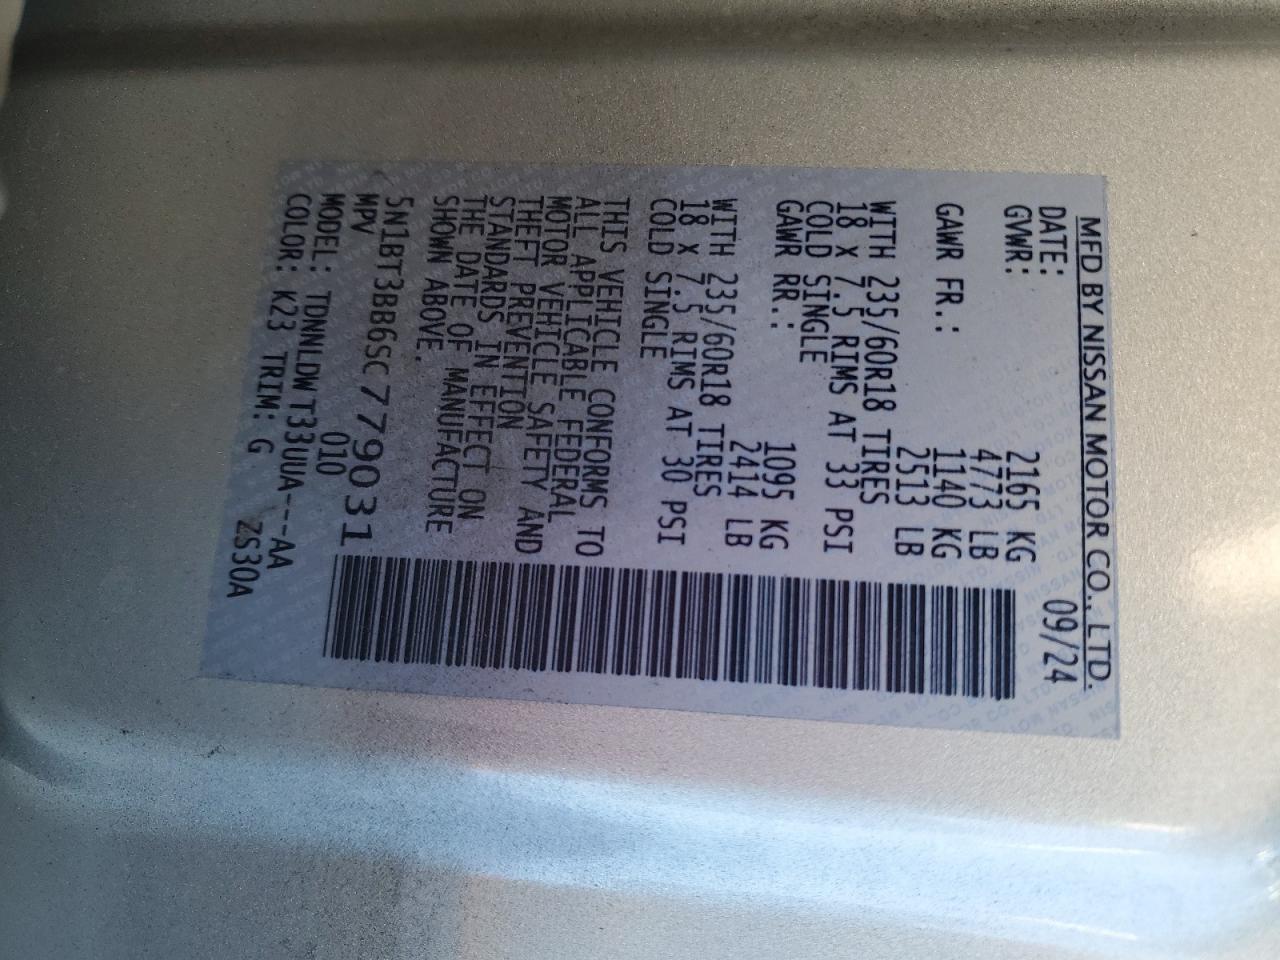 MFD BY NISSAN MOTOR CO., LTD.
DATE: 09/24
GVWR: 2165 KG
4773 LB
GAWR FR.: 1140 KG
2513 LB
WITH 235/60R18 TIRES
18 X 7.5 RIMS AT 33 PSI
COLD SINGLE
GAWR RR.: 1095 KG
2414 LB
WITH 235/60R18 TIRES
18 X 7.5 RIMS AT 30 PSI
COLD SINGLE
THIS VEHICLE CONFORMS TO
ALL APPLICABLE FEDERAL
MOTOR VEHICLE SAFETY AND
THEFT PREVENTION
STANDARDS IN EFFECT ON
THE DATE OF MANUFACTURE
SHOWN ABOVE.
5N1BT3BB6SC779031
MPV 010
MODEL: TDNNLDWT33UUA---AA
COLOR: K23 TRIM: G ZS30A